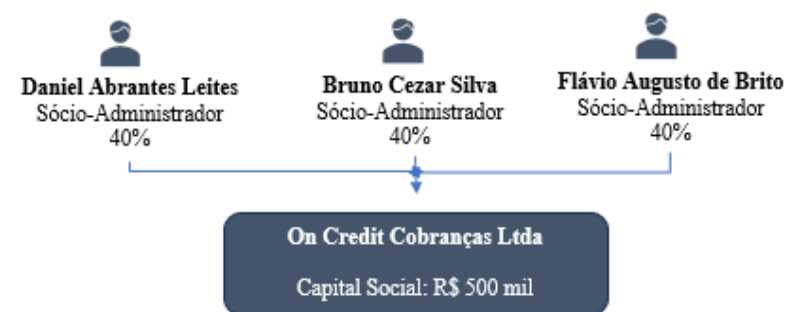 Daniel Abrantes Leites
Sócio-Administrador
40%
Bruno Cezar Silva
Sócio-Administrador
40%
Flávio Augusto de Brito
Sócio-Administrador
40%
On Credit Cobranças Ltda
Capital Social: R$ 500 mil